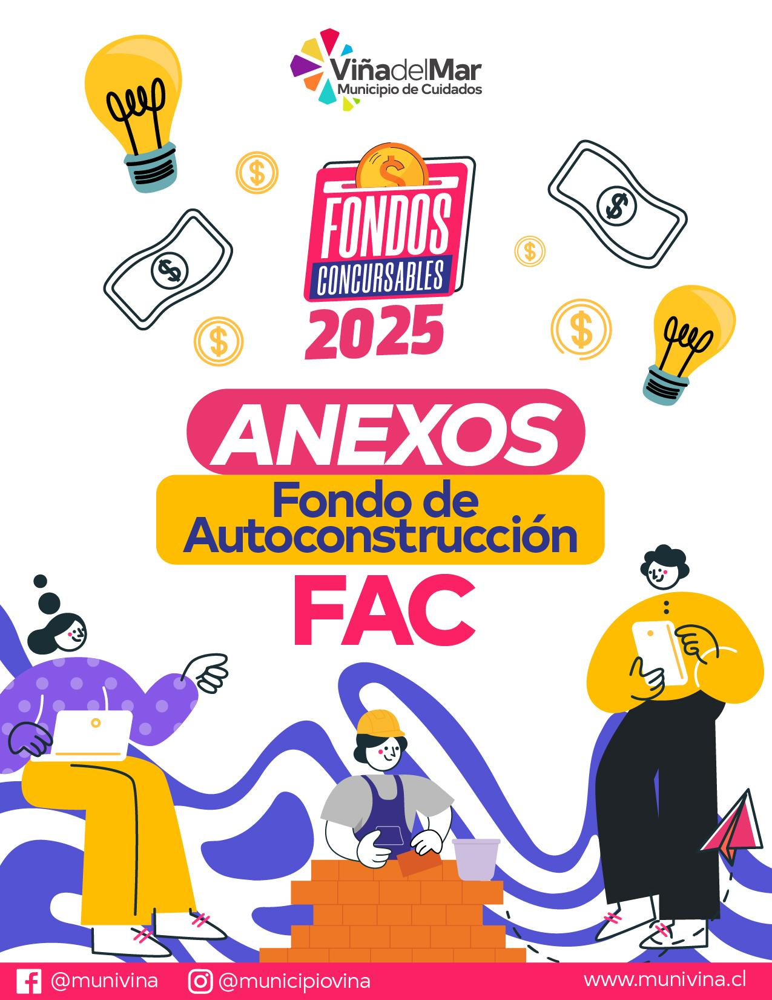 ViñadelMar
Municipio de Cuidados
$
$
$
FONDOS
$
CONCURSABLES
$
$
$
2025
ANEXOS
Fondo de
Autoconstrucción
FAC
@munivina
@municipiovina
www.munivina.cl